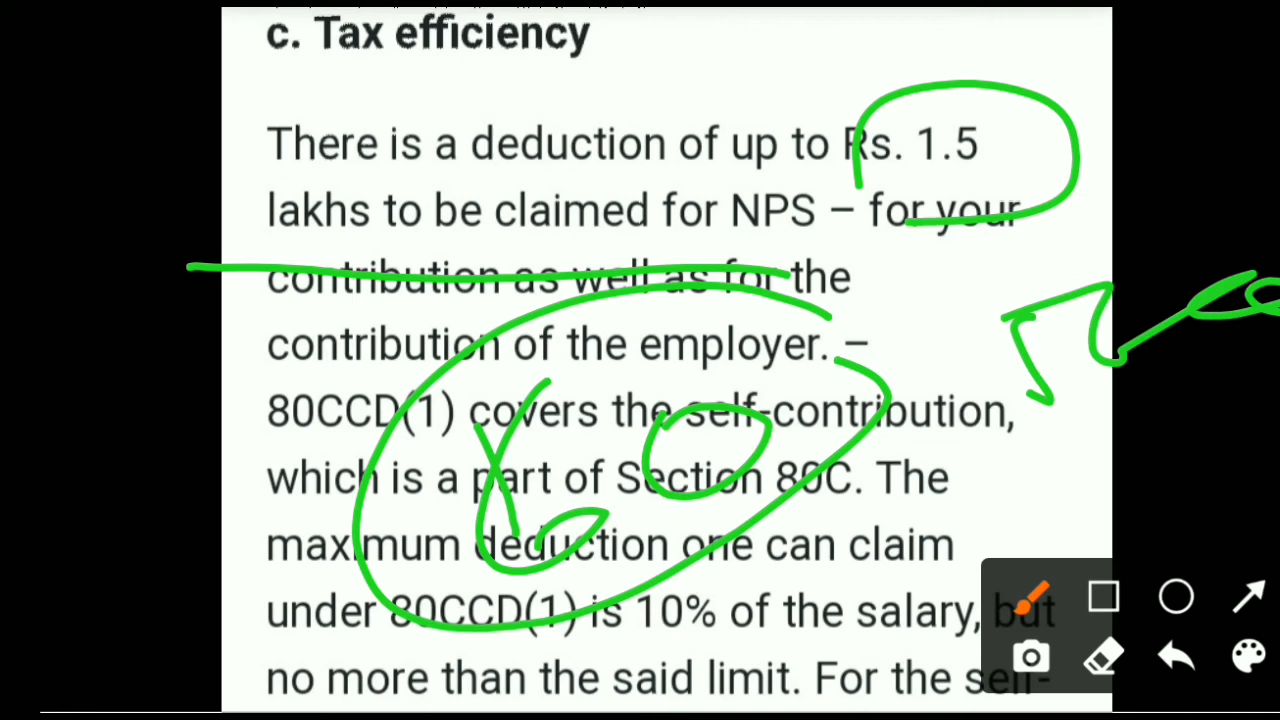 c. Tax efficiency
There is a deduction of up to Rs. 1.5
lakhs to be claimed for NPS – for your
contribution as well as for the
contribution of the employer. –
80CCD(1) covers the self-contribution,
which is a part of Section 80C. The
maximum deduction one can claim
under 80CCD(1) is 10% of the salary, but
no more than the said limit. For the self-
60